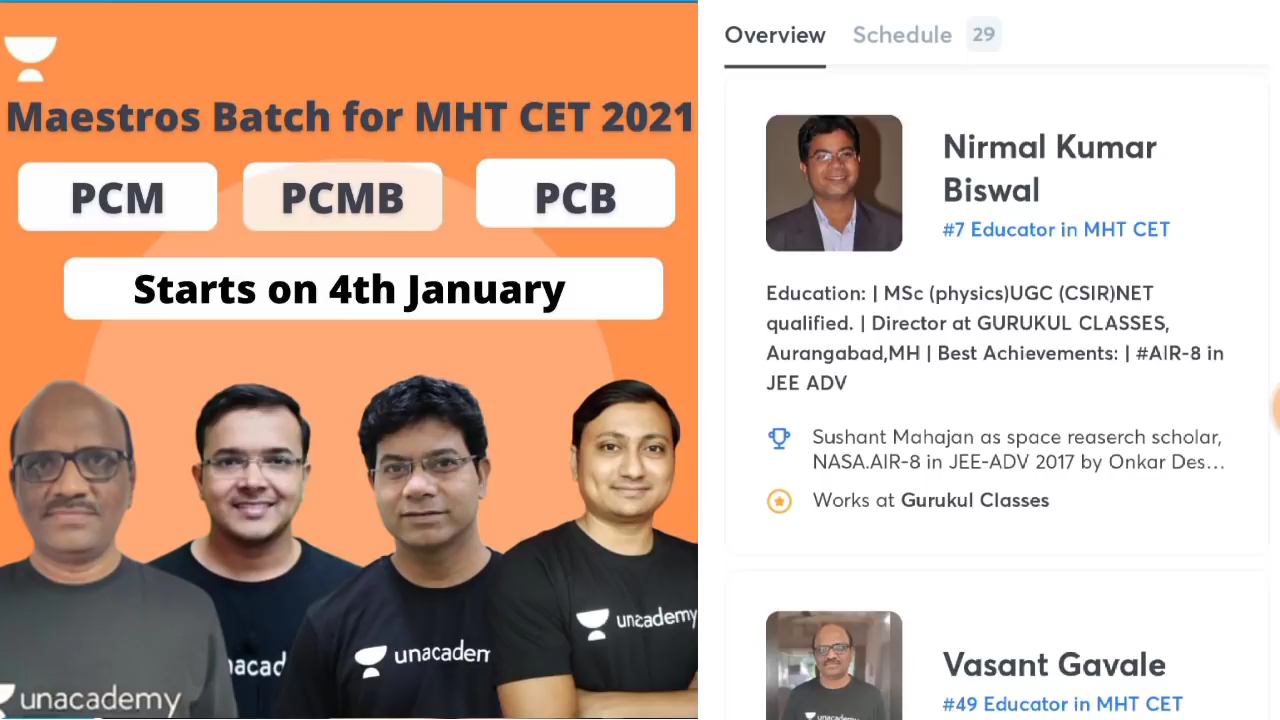 Maestros Batch for MHT CET 2021
PCM
PCMB
PCB
Starts on 4th January
unacademy
nacad
unacadem
unacademy
Overview
Schedule
29
Nirmal Kumar
Biswal
#7 Educator in MHT CET
Education: | MSc (physics)UGC (CSIR)NET
qualified. | Director at GURUKUL CLASSES,
Aurangabad,MH | Best Achievements: | #AIR-8 in
JEE ADV
Sushant Mahajan as space reaserch scholar,
NASA.AIR-8 in JEE-ADV 2017 by Onkar Des...
Works at Gurukul Classes
Vasant Gavale
#49 Educator in MHT CET
unacademy